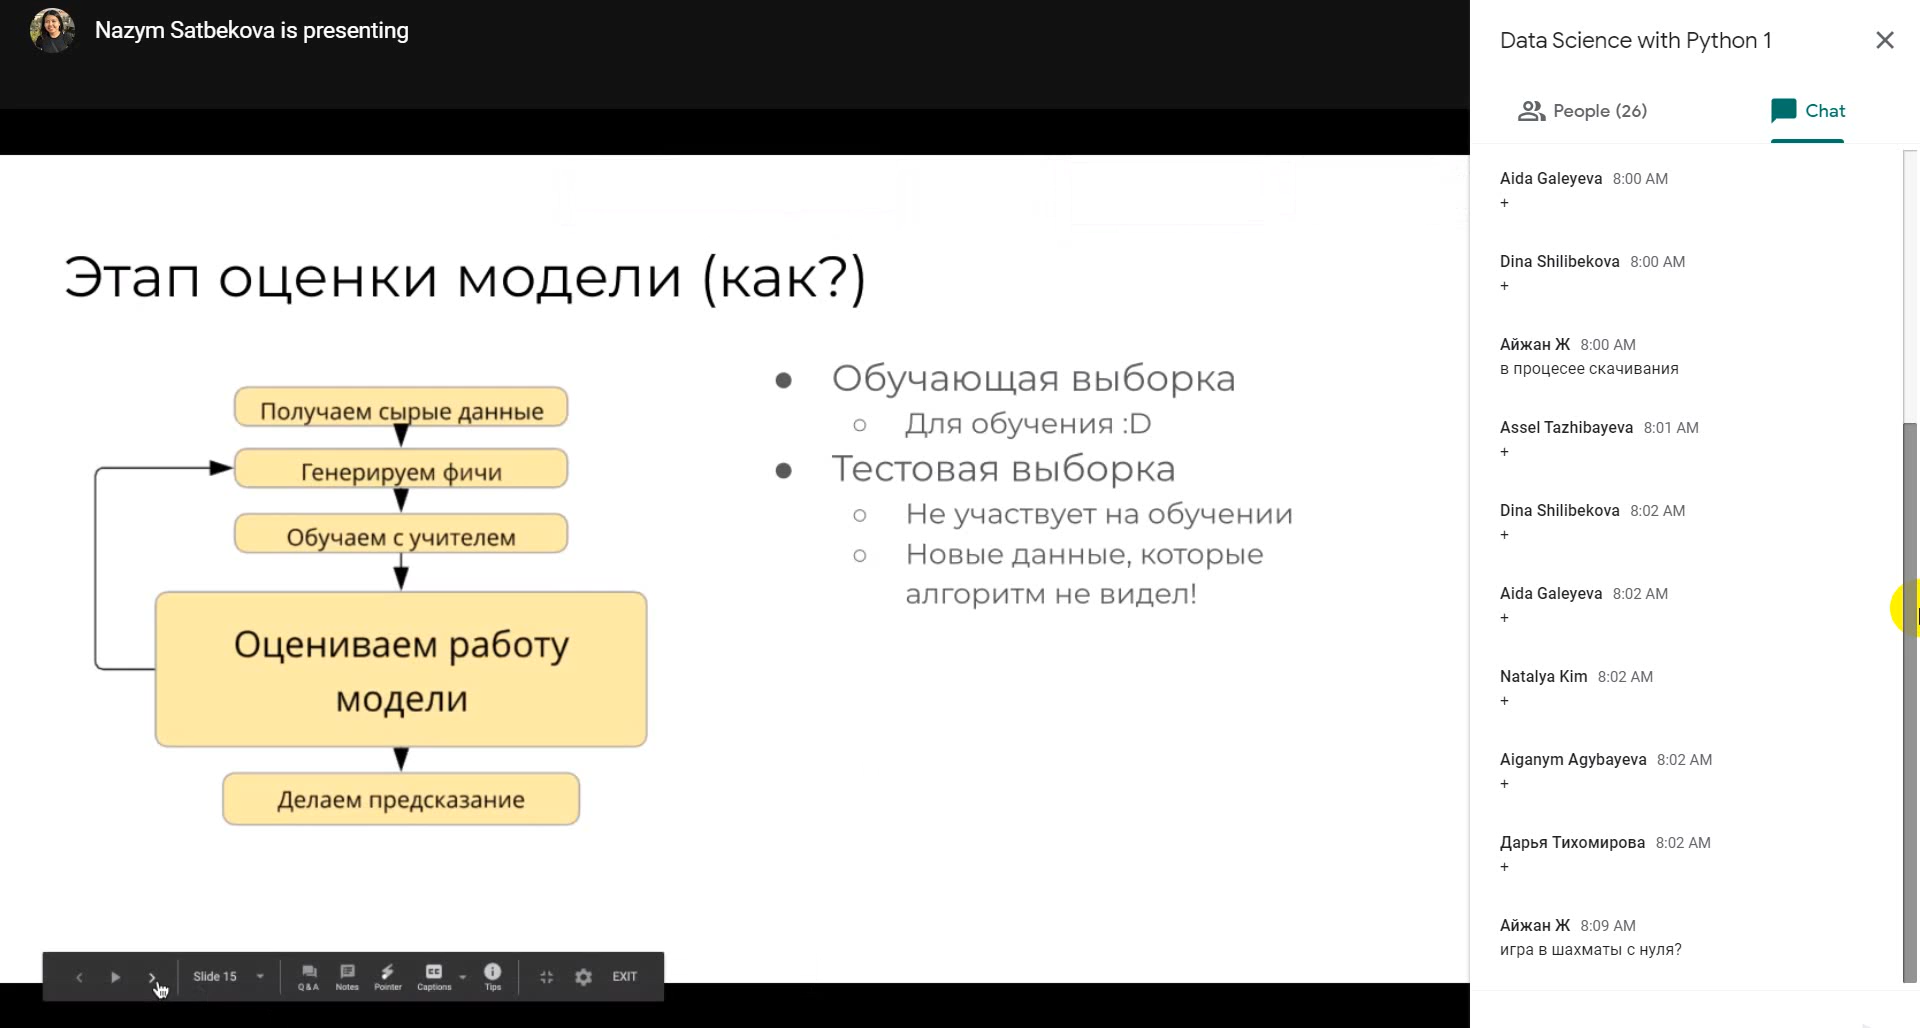 Nazym Satbekova is presenting
Этап оценки модели (как?)
Получаем сырые данные
Генерируем фичи
Обучаем с учителем
Оцениваем работу
модели
Делаем предсказание
Обучающая выборка
Для обучения :D
Тестовая выборка
Не участвует на обучении
Новые данные, которые
алгоритм не видел!
Slide 15
Q&A
Notes
Pointer
Captions
Tips
EXIT
Data Science with Python 1
People (26)
Chat
Aida Galeyeva 8:00 AM
+
Dina Shilibekova 8:00 AM
+
Айжан Ж 8:00 AM
в процесее скачивания
Assel Tazhibayeva 8:01 AM
+
Dina Shilibekova 8:02 AM
+
Aida Galeyeva 8:02 AM
+
Natalya Kim 8:02 AM
+
Aiganym Agybayeva 8:02 AM
+
Дарья Тихомирова 8:02 AM
+
Айжан Ж 8:09 AM
игра в шахматы с нуля?